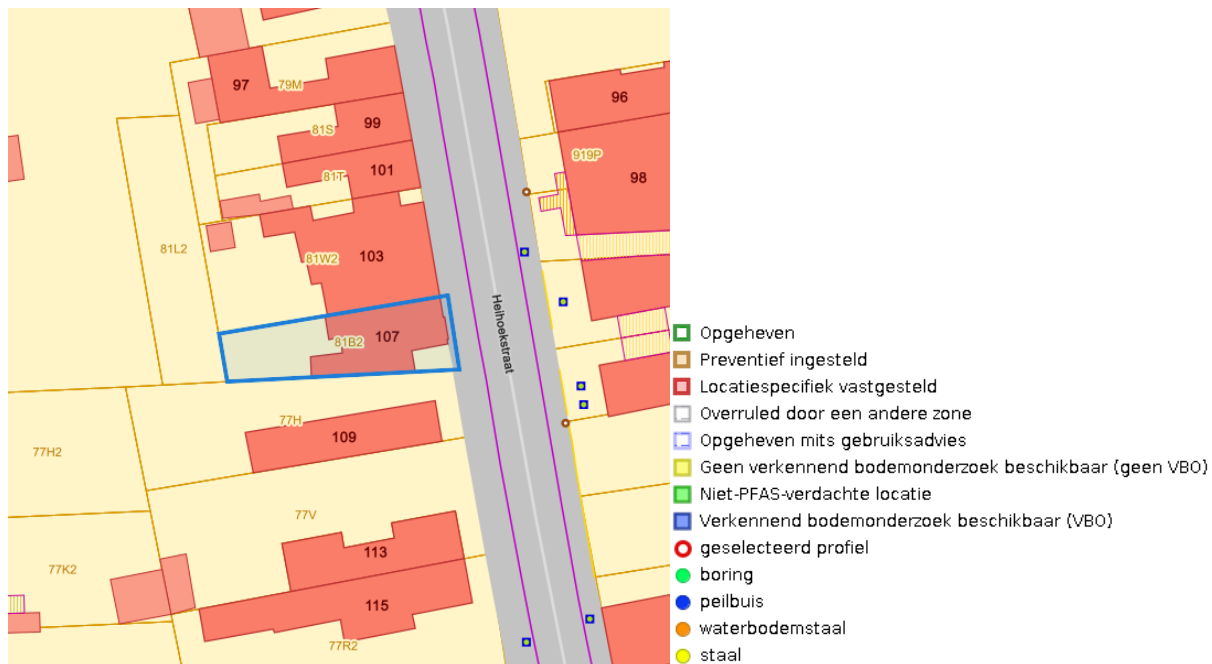 97
79M
96
99
81S
919P
101
81T
98
81L2
103
81W2
Heihoekstraat
107
81B2
77H
109
77H2
77V
113
77K2
115
77R2
Opgeheven
Preventief ingesteld
Locatiespecifiek vastgesteld
Overruled door een andere zone
Opgeheven mits gebruiksadvies
Geen verkennend bodemonderzoek beschikbaar (geen VBO)
Niet-PFAS-verdachte locatie
Verkennend bodemonderzoek beschikbaar (VBO)
geselecteerd profiel
boring
peilbuis
waterbodemstaal
staal